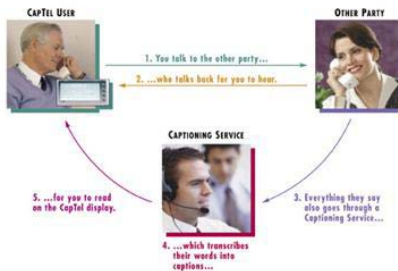 CAPTEL USER
OTHER PARTY
1. You talk to the other party...
2. ...who talks back for you to hear.
CAPTIONING SERVICE
5. ...for you to read
on the CapTel display.
3. Everything they say
also goes through a
Captioning Service...
4. ...which transcribes
their words into
captions...